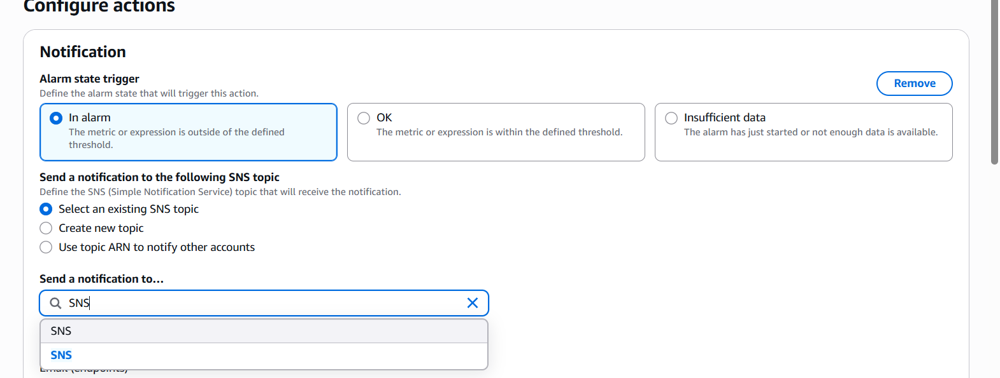 Configure actions
Notification
Alarm state trigger
Define the alarm state that will trigger this action.
Remove
In alarm
The metric or expression is outside of the defined
threshold.
OK
The metric or expression is within the defined threshold.
Insufficient data
The alarm has just started or not enough data is available.
Send a notification to the following SNS topic
Define the SNS (Simple Notification Service) topic that will receive the notification.
Select an existing SNS topic
Create new topic
Use topic ARN to notify other accounts
Send a notification to…
SNS
SNS
SNS
Email (endpoints)